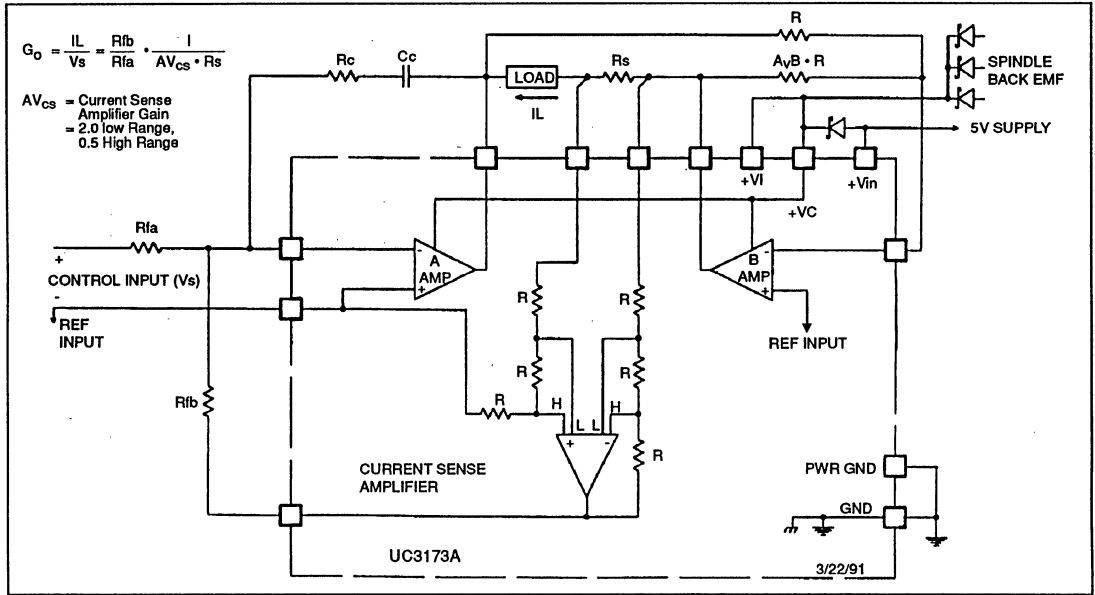 G₀ = IL / Vs = Rfb / Rfa · I / AVCS · Rs
AVCS = Current Sense
Amplifier Gain
= 2.0 low Range,
0.5 High Range
Rc
Cc
LOAD
IL
Rs
R
AVB · R
SPINDLE
BACK EMF
5V SUPPLY
+VI
+VC
+Vin
Rfa
+
CONTROL INPUT (Vs)
-
REF
INPUT
Rfb
-
A
AMP
+
-
B
AMP
+
REF INPUT
R
R
R
R
R
H
L
L
H
+
-
R
CURRENT SENSE
AMPLIFIER
PWR GND
GND
UC3173A
3/22/91